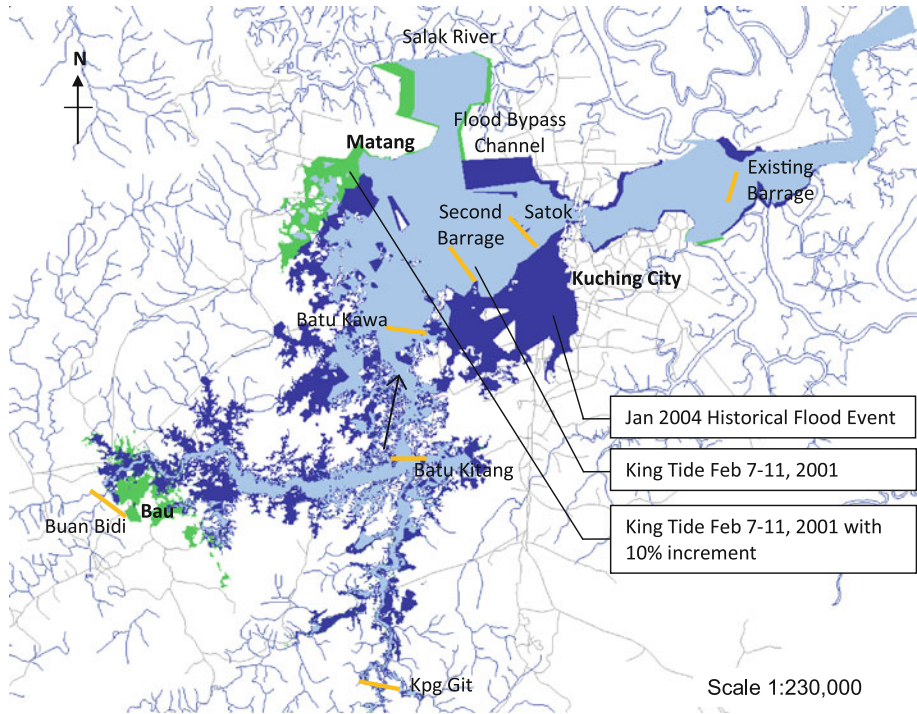 Salak River
N
Flood Bypass
Channel
Matang
Existing
Barrage
Second
Barrage
Satok
Kuching City
Batu Kawa
Jan 2004 Historical Flood Event
King Tide Feb 7-11, 2001
Batu Kitang
Bau
Buan Bidi
King Tide Feb 7-11, 2001 with
10% increment
Kpg Git
Scale 1:230,000